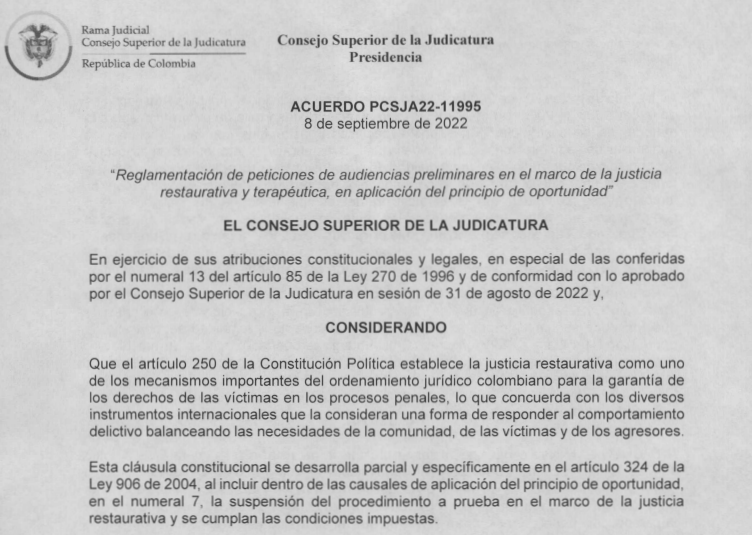 Rama Judicial
Consejo Superior de la Judicatura
República de Colombia
Consejo Superior de la Judicatura
Presidencia
ACUERDO PCSJA22-11995
8 de septiembre de 2022
“Reglamentación de peticiones de audiencias preliminares en el marco de la justicia
restaurativa y terapéutica, en aplicación del principio de oportunidad”
EL CONSEJO SUPERIOR DE LA JUDICATURA
En ejercicio de sus atribuciones constitucionales y legales, en especial de las conferidas
por el numeral 13 del artículo 85 de la Ley 270 de 1996 y de conformidad con lo aprobado
por el Consejo Superior de la Judicatura en sesión de 31 de agosto de 2022 y,
CONSIDERANDO
Que el artículo 250 de la Constitución Política establece la justicia restaurativa como uno
de los mecanismos importantes del ordenamiento jurídico colombiano para la garantía de
los derechos de las víctimas en los procesos penales, lo que concuerda con los diversos
instrumentos internacionales que la consideran una forma de responder al comportamiento
delictivo balanceando las necesidades de la comunidad, de las víctimas y de los agresores.
Esta cláusula constitucional se desarrolla parcial y específicamente en el artículo 324 de la
Ley 906 de 2004, al incluir dentro de las causales de aplicación del principio de oportunidad,
en el numeral 7, la suspensión del procedimiento a prueba en el marco de la justicia
restaurativa y se cumplan las condiciones impuestas.